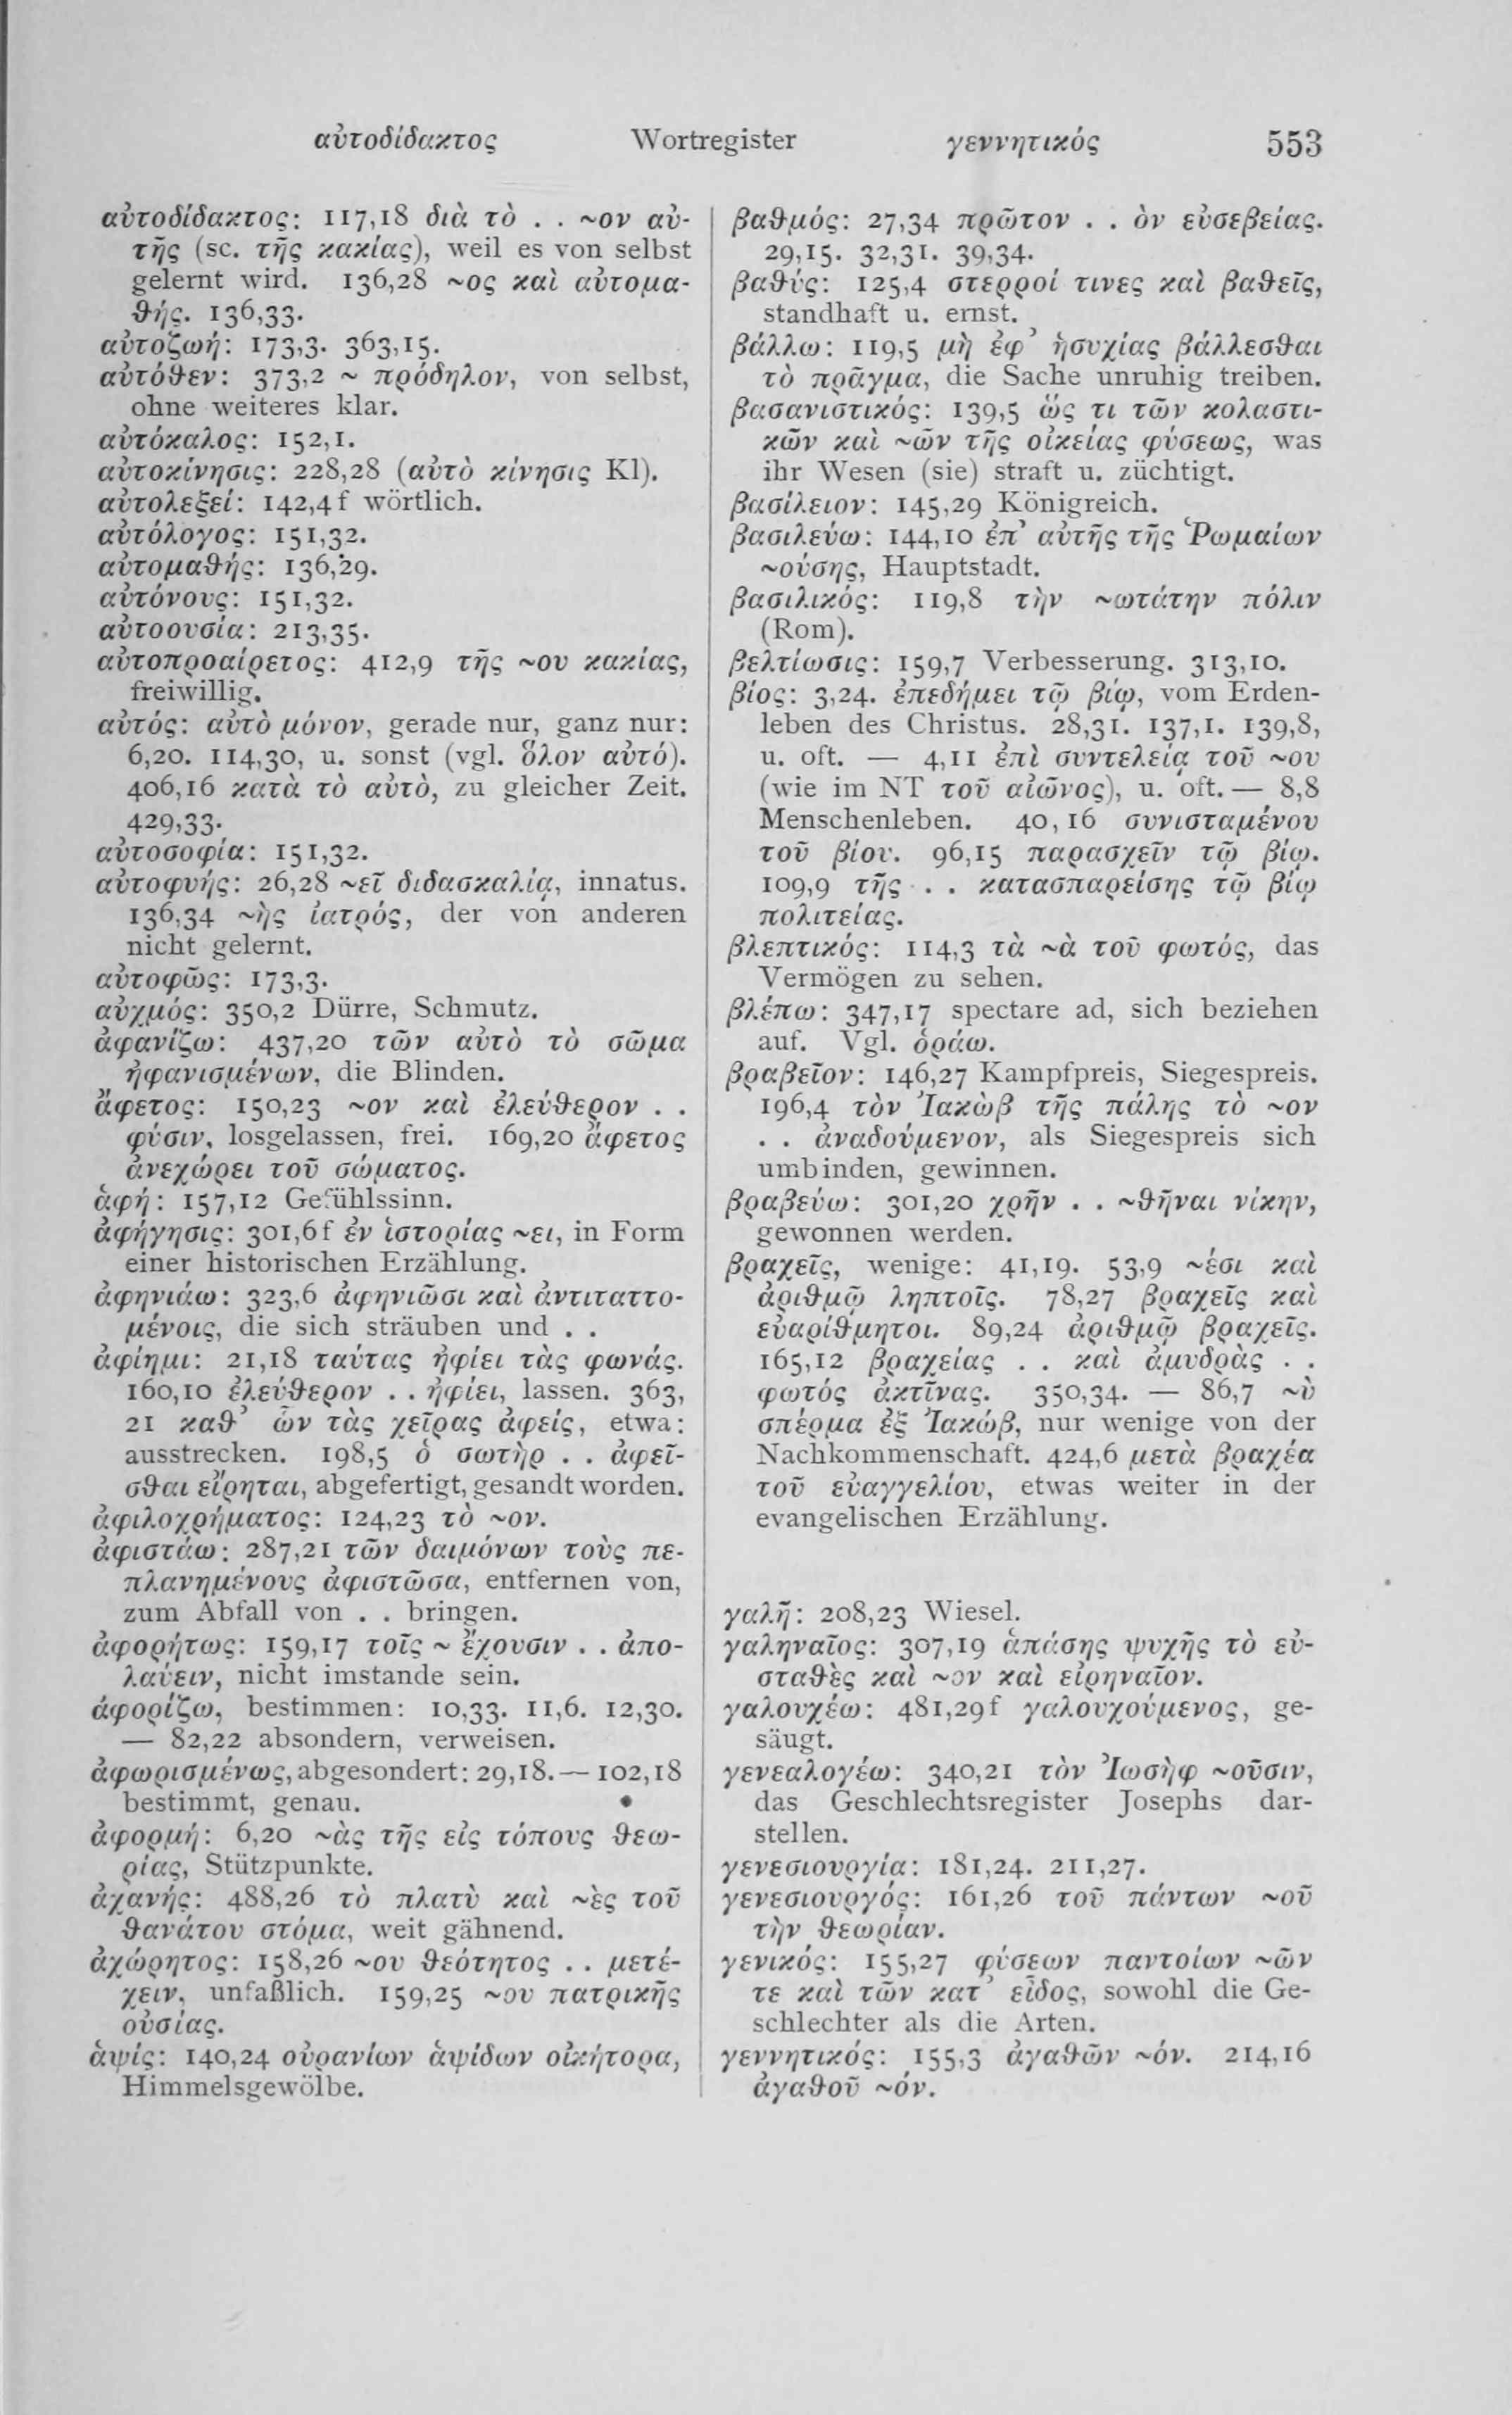 αὐτοδίδακτος Wortregister γεννητικός 553
αὐτοδίδακτος: 117,18 διὰ τὸ . . ~ον αὐ-
τῆς (sc. τῆς κακίας), weil es von selbst
gelernt wird. 136,28 ~ος καὶ αὐτομα-
θής. 136,33.
αὐτοζωή: 173,3. 363,15.
αὐτόθεν: 373,2 ~ πρόδηλον, von selbst,
ohne weiteres klar.
αὐτόκαλος: 152,1.
αὐτοκίνησις: 228,28 (αὐτὸ κίνησις Kl).
αὐτολεξεί: 142,4f wörtlich.
αὐτόλογος: 151,32.
αὐτομαθής: 136,29.
αὐτόνους: 151,32.
αὐτοουσία: 213,35.
αὐτοπροαίρετος: 412,9 τῆς ~ου κακίας,
freiwillig.
αὐτός: αὐτὸ μόνον, gerade nur, ganz nur:
6,20. 114,30, u. sonst (vgl. ὅλον αὐτό).
406,16 κατὰ τὸ αὐτὸ, zu gleicher Zeit.
429,33.
αὐτοσοφία: 151,32.
αὐτοφυής: 26,28 ~εῖ διδασκαλίᾳ, innatus.
136,34 ~ὴς ἰατρός, der von anderen
nicht gelernt.
αὐτοφῶς: 173,3.
αὐχμός: 350,2 Dürre, Schmutz.
ἀφανίζω: 437,20 τῶν αὐτὸ τὸ σῶμα
ἠφανισμένων, die Blinden.
ἄφετος: 150,23 ~ον καὶ ἐλεύθερον . .
φύσιν, losgelassen, frei. 169,20 ἄφετος
ἀνεχώρει τοῦ σώματος.
ἁφή: 157,12 Gefühlssinn.
ἀφήγησις: 301,6f ἐν ἱστορίας ~ει, in Form
einer historischen Erzählung.
ἀφηνιάω: 323,6 ἀφηνιῶσι καὶ ἀντιταττο-
μένοις, die sich sträuben und . .
ἀφίημι: 21,18 ταύτας ἠφίει τὰς φωνάς.
160,10 ἐλεύθερον . . ἠφίει, lassen. 363,
21 καθ’ ὧν τὰς χεῖρας ἀφείς, etwa:
ausstrecken. 198,5 ὁ σωτὴρ . . ἀφεῖ-
σθαι εἴρηται, abgefertigt, gesandt worden.
ἀφιλοχρήματος: 124,23 τὸ ~ον.
ἀφιστάω: 287,21 τῶν δαιμόνων τοὺς πε-
πλανημένους ἀφιστῶσα, entfernen von,
zum Abfall von . . bringen.
ἀφορήτως: 159,17 τοῖς ~ ἔχουσιν . . ἀπο-
λαύειν, nicht imstande sein.
ἀφορίζω, bestimmen: 10,33. 11,6. 12,30.
— 82,22 absondern, verweisen.
ἀφωρισμένως, abgesondert: 29,18. — 102,18
bestimmt, genau.
ἀφορμή: 6,20 ~ὰς τῆς εἰς τόπους θεω-
ρίας, Stützpunkte.
ἀχανής: 488,26 τὸ πλατὺ καὶ ~ὲς τοῦ
θανάτου στόμα, weit gähnend.
ἀχώρητος: 158,26 ~ου θεότητος . . μετέ-
χειν, unfaßlich. 159,25 ~ου πατρικῆς
οὐσίας.
ἁψίς: 140,24 οὐρανίων ἁψίδων οἰκήτορα,
Himmelsgewölbe.
βαθμός: 27,34 πρῶτον . . ὸν εὐσεβείας.
29,15. 32,31. 39,34.
βαθύς: 125,4 στερροί τινες καὶ βαθεῖς,
standhaft u. ernst.
βάλλω: 119,5 μὴ ἐφ’ ἡσυχίας βάλλεσθαι
τὸ πρᾶγμα, die Sache unruhig treiben.
βασανιστικός: 139,5 ὥς τι τῶν κολαστι-
κῶν καὶ ~ῶν τῆς οἰκείας φύσεως, was
ihr Wesen (sie) straft u. züchtigt.
βασίλειον: 145,29 Königreich.
βασιλεύω: 144,10 ἐπ’ αὐτῆς τῆς Ῥωμαίων
~ούσης, Hauptstadt.
βασιλικός: 119,8 τὴν ~ωτάτην πόλιν
(Rom).
βελτίωσις: 159,7 Verbesserung. 313,10.
βίος: 3,24. ἐπεδήμει τῷ βίῳ, vom Erden-
leben des Christus. 28,31. 137,1. 139,8,
u. oft. — 4,11 ἐπὶ συντελείᾳ τοῦ ~ου
(wie im NT τοῦ αἰῶνος), u. oft. — 8,8
Menschenleben. 40,16 συνισταμένου
τοῦ βίου. 96,15 παρασχεῖν τῷ βίῳ.
109,9 τῆς . . κατασπαρείσης τῷ βίῳ
πολιτείας.
βλεπτικός: 114,3 τὰ ~ὰ τοῦ φωτός, das
Vermögen zu sehen.
βλέπω: 347,17 spectare ad, sich beziehen
auf. Vgl. ὁράω.
βραβεῖον: 146,27 Kampfpreis, Siegespreis.
196,4 τὸν Ἰακὼβ τῆς πάλης τὸ ~ον
. . ἀναδούμενον, als Siegespreis sich
umbinden, gewinnen.
βραβεύω: 301,20 χρῆν . . ~θῆναι νίκην,
gewonnen werden.
βραχεῖς, wenige: 41,19. 53,9 ~έσι καὶ
ἀριθμῷ ληπτοῖς. 78,27 βραχεῖς καὶ
εὐαρίθμητοι. 89,24 ἀριθμῷ βραχεῖς.
165,12 βραχείας . . καὶ ἀμυδρὰς . .
φωτός ἀκτῖνας. 350,34. — 86,7 ~ὺ
σπέρμα ἐξ Ἰακώβ, nur wenige von der
Nachkommenschaft. 424,6 μετὰ βραχέα
τοῦ εὐαγγελίου, etwas weiter in der
evangelischen Erzählung.
γαλῆ: 208,23 Wiesel.
γαληναῖος: 307,19 ἁπάσης ψυχῆς τὸ εὐ-
σταθὲς καὶ ~ον καὶ εἰρηναῖον.
γαλουχέω: 481,29f γαλουχούμενος, ge-
säugt.
γενεαλογέω: 340,21 τὸν Ἰωσὴφ ~οῦσιν,
das Geschlechtsregister Josephs dar-
stellen.
γενεσιουργία: 181,24. 211,27.
γενεσιουργός: 161,26 τοῦ πάντων ~οῦ
τὴν θεωρίαν.
γενικός: 155,27 φύσεων παντοίων ~ῶν
τε καὶ τῶν κατ’ εἶδος, sowohl die Ge-
schlechter als die Arten.
γεννητικός: 155,3 ἀγαθῶν ~όν. 214,16
ἀγαθοῦ ~όν.